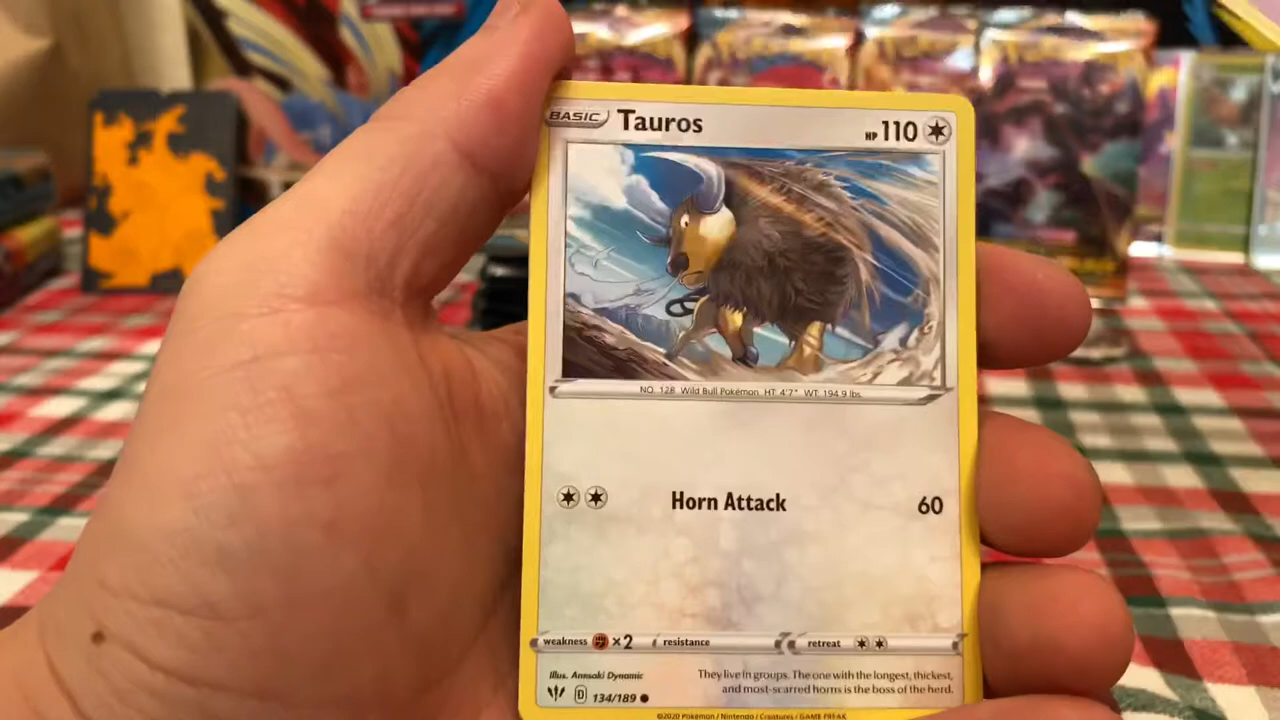 BASIC Tauros HP 110
NO. 128 Wild Bull Pokémon HT: 4'7" WT: 194.9 lbs.
Horn Attack 60
weakness ×2 resistance retreat
Illus. Anesaki Dynamic
They live in groups. The one with the longest, thickest,
and most-scarred horns is the boss of the herd.
D 134/189
©2020 Pokémon / Nintendo / Creatures / GAME FREAK